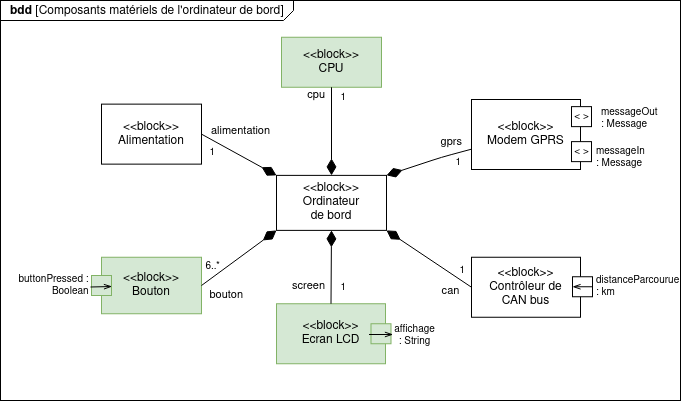 bdd [Composants matériels de l'ordinateur de bord]
<<block>>
CPU
cpu
1
<<block>>
Alimentation
alimentation
1
<<block>>
Modem GPRS
gprs
1
< >
messageOut
: Message
< >
messageIn
: Message
<<block>>
Ordinateur
de bord
buttonPressed :
Boolean
<<block>>
Bouton
6..*
bouton
screen
1
<<block>>
Ecran LCD
affichage
: String
1
can
<<block>>
Contrôleur de
CAN bus
distanceParcourue
: km